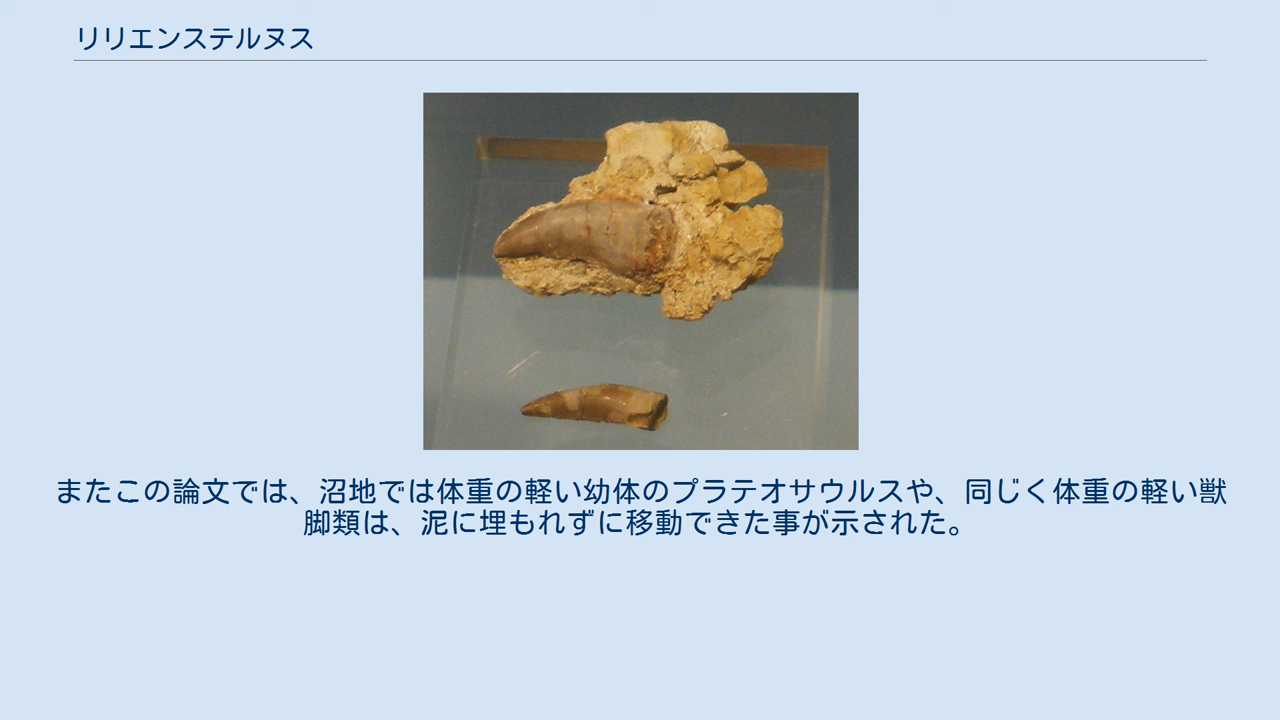 リリエンステルヌス
またこの論文では、沼地では体重の軽い幼体のプラテオサウルスや、同じく体重の軽い獣
脚類は、泥に埋もれずに移動できた事が示された。